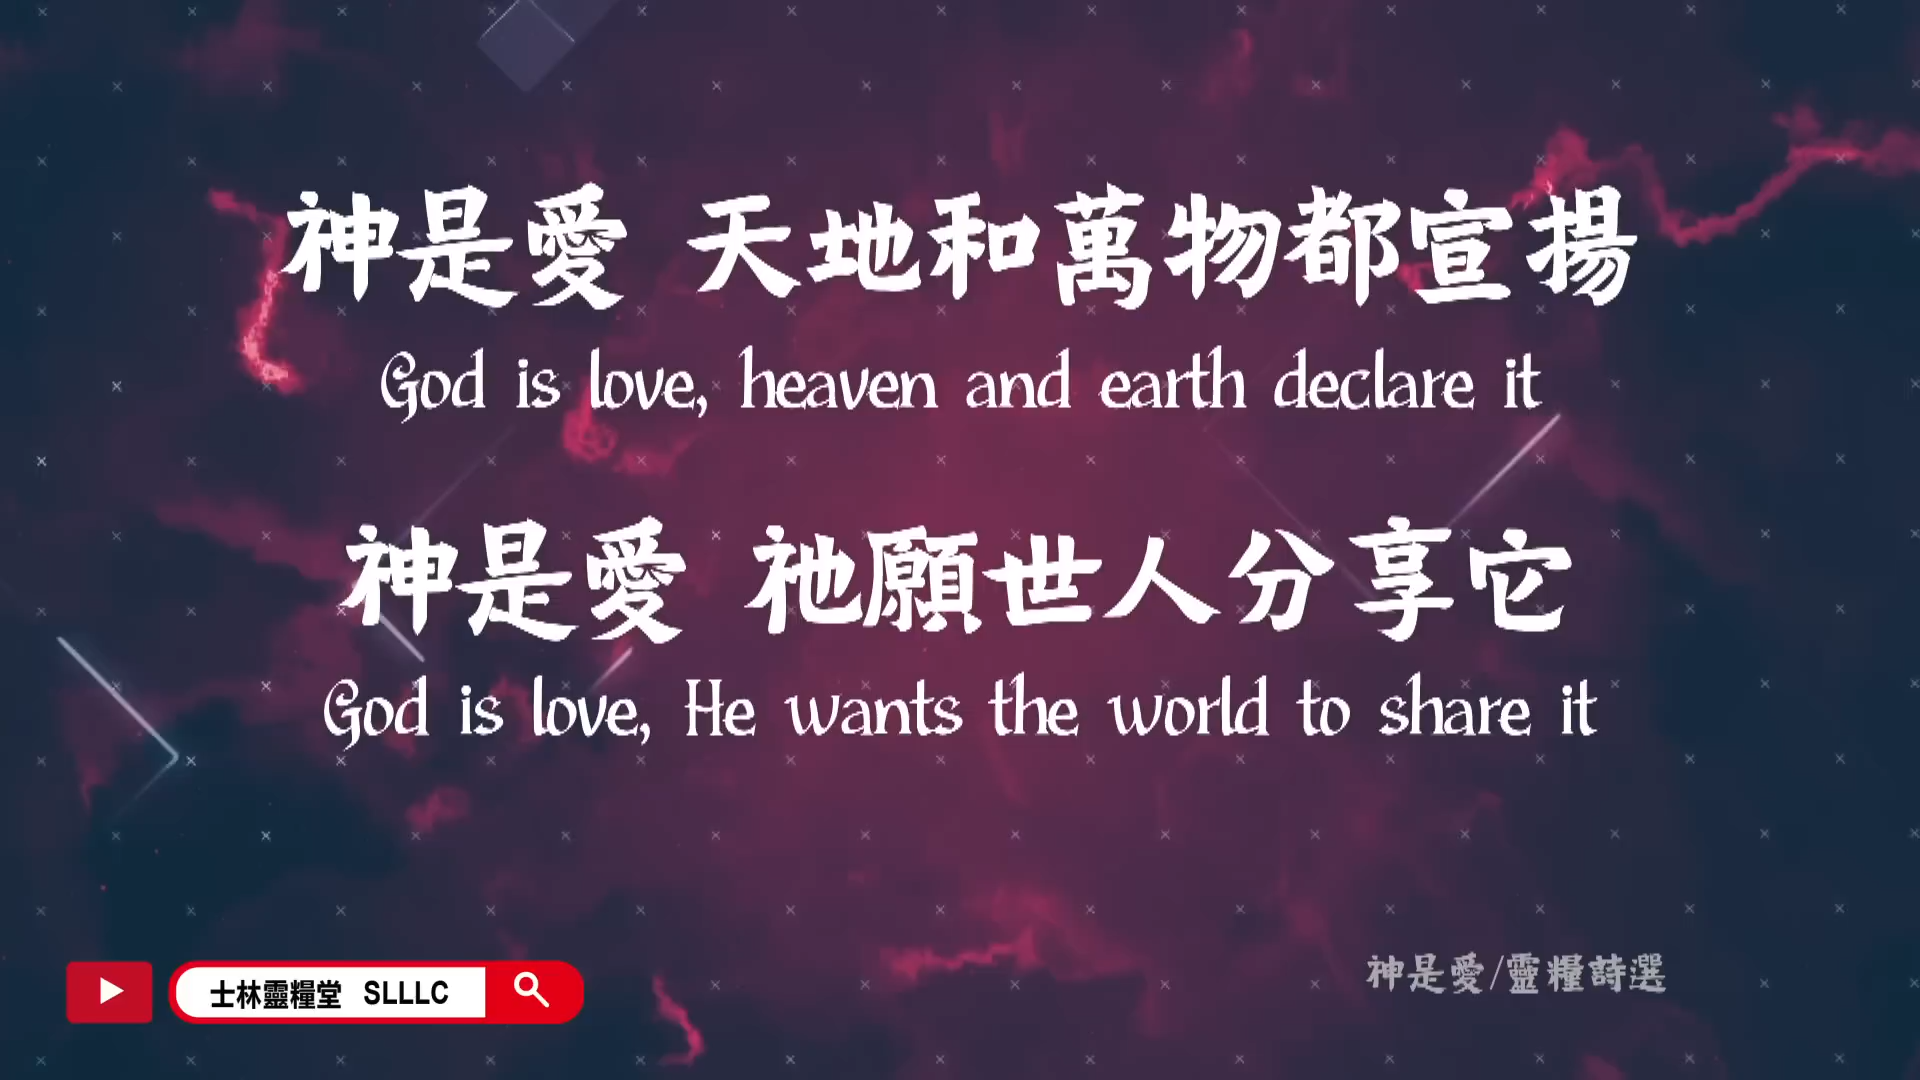 神是愛 天地和萬物都宣揚
God is love, heaven and earth declare it
神是愛 祂願世人分享它
God is love, He wants the world to share it
士林靈糧堂 SLLLC
神是愛/靈糧詩選